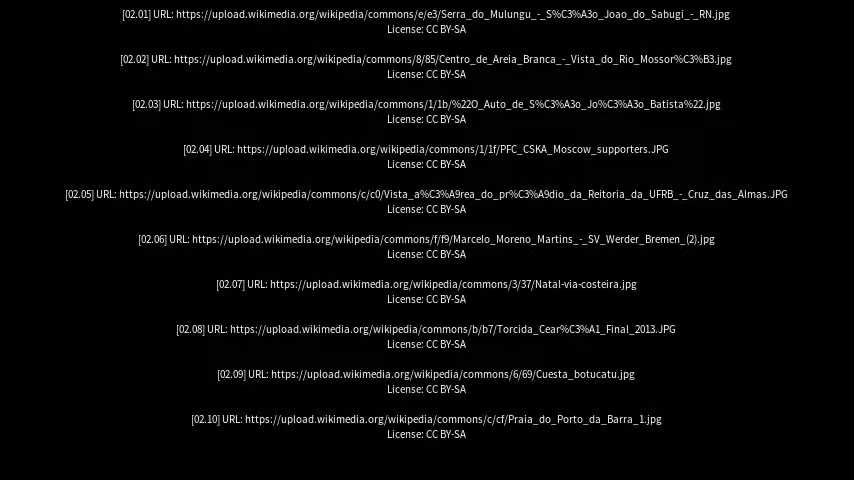 [02.01] URL: https://upload.wikimedia.org/wikipedia/commons/e/e3/Serra_do_Mulungu_-_S%C3%A3o_Joao_do_Sabugi_-_RN.jpg
License: CC BY-SA
[02.02] URL: https://upload.wikimedia.org/wikipedia/commons/8/85/Centro_de_Areia_Branca_-_Vista_do_Rio_Mossor%C3%B3.jpg
License: CC BY-SA
[02.03] URL: https://upload.wikimedia.org/wikipedia/commons/1/1b/%22O_Auto_de_S%C3%A3o_Jo%C3%A3o_Batista%22.jpg
License: CC BY-SA
[02.04] URL: https://upload.wikimedia.org/wikipedia/commons/1/1f/PFC_CSKA_Moscow_supporters.JPG
License: CC BY-SA
[02.05] URL: https://upload.wikimedia.org/wikipedia/commons/c/c0/Vista_a%C3%A9rea_do_pr%C3%A9dio_da_Reitoria_da_UFRB_-_Cruz_das_Almas.JPG
License: CC BY-SA
[02.06] URL: https://upload.wikimedia.org/wikipedia/commons/f/f9/Marcelo_Moreno_Martins_-_SV_Werder_Bremen_(2).jpg
License: CC BY-SA
[02.07] URL: https://upload.wikimedia.org/wikipedia/commons/3/37/Natal-via-costeira.jpg
License: CC BY-SA
[02.08] URL: https://upload.wikimedia.org/wikipedia/commons/b/b7/Torcida_Cear%C3%A1_Final_2013.JPG
License: CC BY-SA
[02.09] URL: https://upload.wikimedia.org/wikipedia/commons/6/69/Cuesta_botucatu.jpg
License: CC BY-SA
[02.10] URL: https://upload.wikimedia.org/wikipedia/commons/c/cf/Praia_do_Porto_da_Barra_1.jpg
License: CC BY-SA